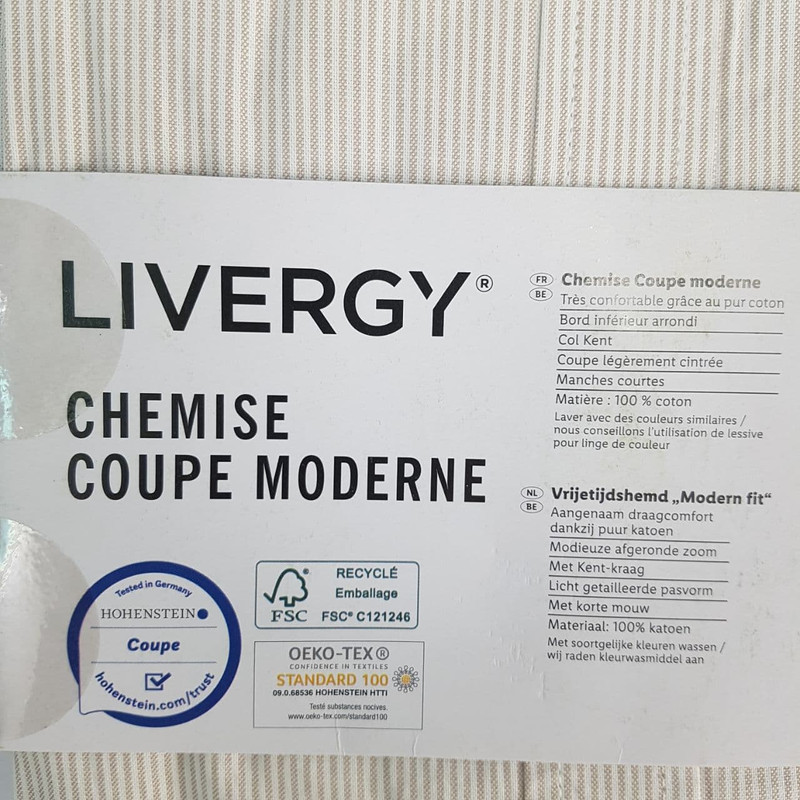 LIVERGY®
CHEMISE
COUPE MODERNE
FR
BE
Chemise Coupe moderne
Très confortable grâce au pur coton
Bord inférieur arrondi
Col Kent
Coupe légèrement cintrée
Manches courtes
Matière : 100 % coton
Laver avec des couleurs similaires /
nous conseillons l'utilisation de lessive
pour linge de couleur
NL
BE
Vrijetijdshemd „Modern fit“
Aangenaam draagcomfort
dankzij puur katoen
Modieuze afgeronde zoom
Met Kent-kraag
Licht getailleerde pasvorm
Met korte mouw
Materiaal: 100% katoen
Met soortgelijke kleuren wassen /
wij raden kleurwasmiddel aan
Tested in Germany
HOHENSTEIN
Coupe
hohenstein.com/trust
FSC
RECYCLÉ
Emballage
FSC® C121246
OEKO-TEX®
CONFIDENCE IN TEXTILES
STANDARD 100
09.0.68536 HOHENSTEIN HTTI
Testé substances nocives.
www.oeko-tex.com/standard100